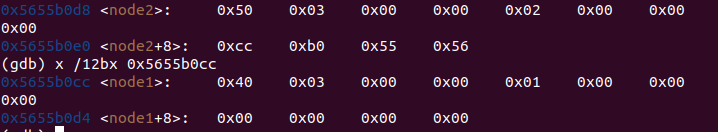 0x5655b0d8 <node2>: 0x50 0x03 0x00 0x00 0x02 0x00 0x00
0x00
0x5655b0e0 <node2+8>: 0xcc 0xb0 0x55 0x56
(gdb) x /12bx 0x5655b0cc
0x5655b0cc <node1>: 0x40 0x03 0x00 0x00 0x01 0x00 0x00
0x00
0x5655b0d4 <node1+8>: 0x00 0x00 0x00 0x00